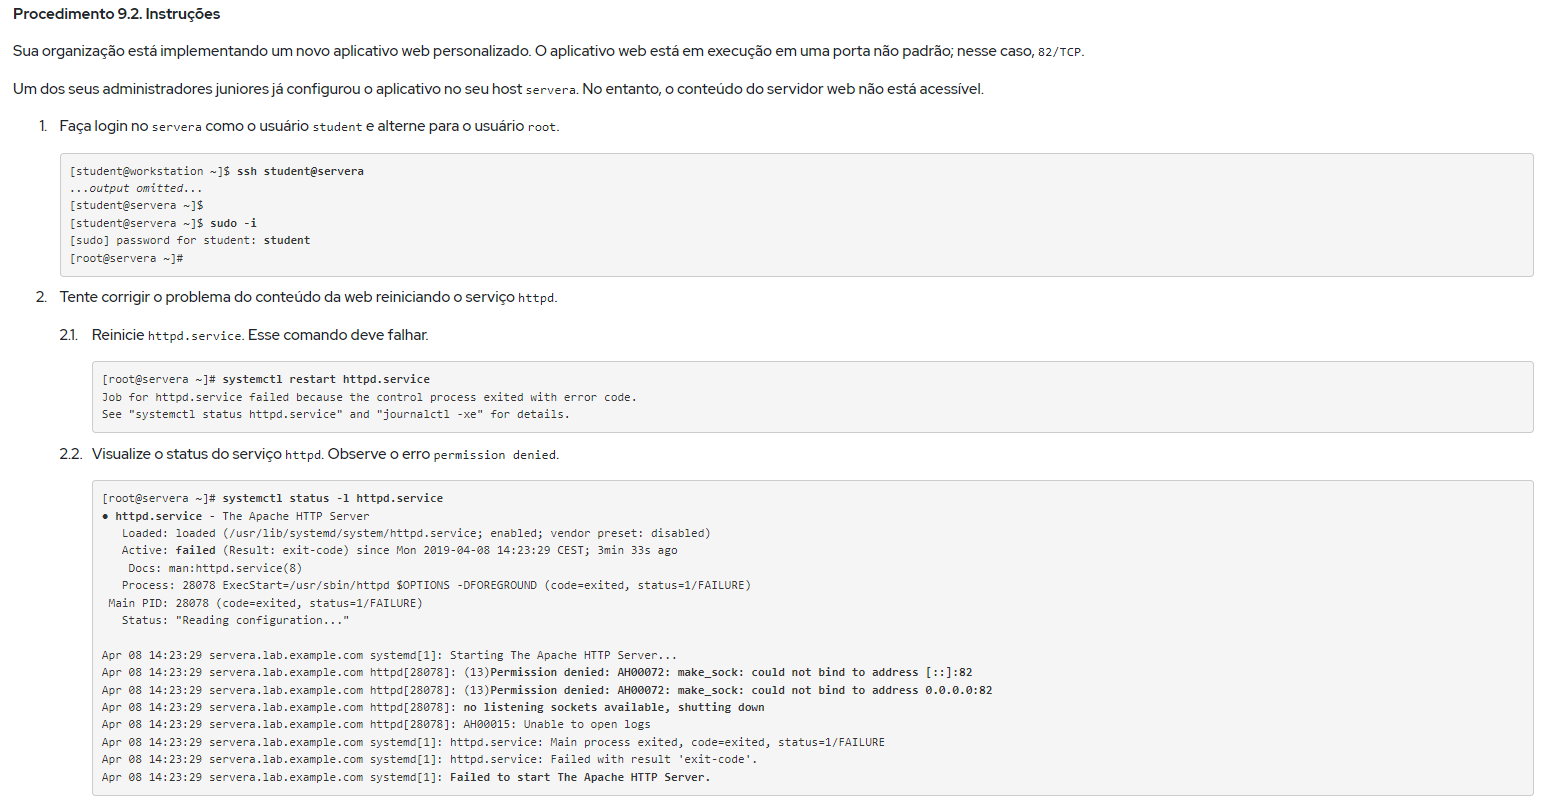 Procedimento 9.2. Instruções
Sua organização está implementando um novo aplicativo web personalizado. O aplicativo web está em execução em uma porta não padrão; nesse caso, 82/TCP.
Um dos seus administradores juniores já configurou o aplicativo no seu host servera. No entanto, o conteúdo do servidor web não está acessível.
1. Faça login no servera como o usuário student e alterne para o usuário root.
[student@workstation ~]$ ssh student@servera
...output omitted...
[student@servera ~]$
[student@servera ~]$ sudo -i
[sudo] password for student: student
[root@servera ~]#
2. Tente corrigir o problema do conteúdo da web reiniciando o serviço httpd.
2.1. Reinicie httpd.service. Esse comando deve falhar.
[root@servera ~]# systemctl restart httpd.service
Job for httpd.service failed because the control process exited with error code.
See "systemctl status httpd.service" and "journalctl -xe" for details.
2.2. Visualize o status do serviço httpd. Observe o erro permission denied.
[root@servera ~]# systemctl status -l httpd.service
● httpd.service - The Apache HTTP Server
   Loaded: loaded (/usr/lib/systemd/system/httpd.service; enabled; vendor preset: disabled)
   Active: failed (Result: exit-code) since Mon 2019-04-08 14:23:29 CEST; 3min 33s ago
    Docs: man:httpd.service(8)
   Process: 28078 ExecStart=/usr/sbin/httpd $OPTIONS -DFOREGROUND (code=exited, status=1/FAILURE)
 Main PID: 28078 (code=exited, status=1/FAILURE)
   Status: "Reading configuration..."
Apr 08 14:23:29 servera.lab.example.com systemd[1]: Starting The Apache HTTP Server...
Apr 08 14:23:29 servera.lab.example.com httpd[28078]: (13)Permission denied: AH00072: make_sock: could not bind to address [::]:82
Apr 08 14:23:29 servera.lab.example.com httpd[28078]: (13)Permission denied: AH00072: make_sock: could not bind to address 0.0.0.0:82
Apr 08 14:23:29 servera.lab.example.com httpd[28078]: no listening sockets available, shutting down
Apr 08 14:23:29 servera.lab.example.com httpd[28078]: AH00015: Unable to open logs
Apr 08 14:23:29 servera.lab.example.com systemd[1]: httpd.service: Main process exited, code=exited, status=1/FAILURE
Apr 08 14:23:29 servera.lab.example.com systemd[1]: httpd.service: Failed with result 'exit-code'.
Apr 08 14:23:29 servera.lab.example.com systemd[1]: Failed to start The Apache HTTP Server.